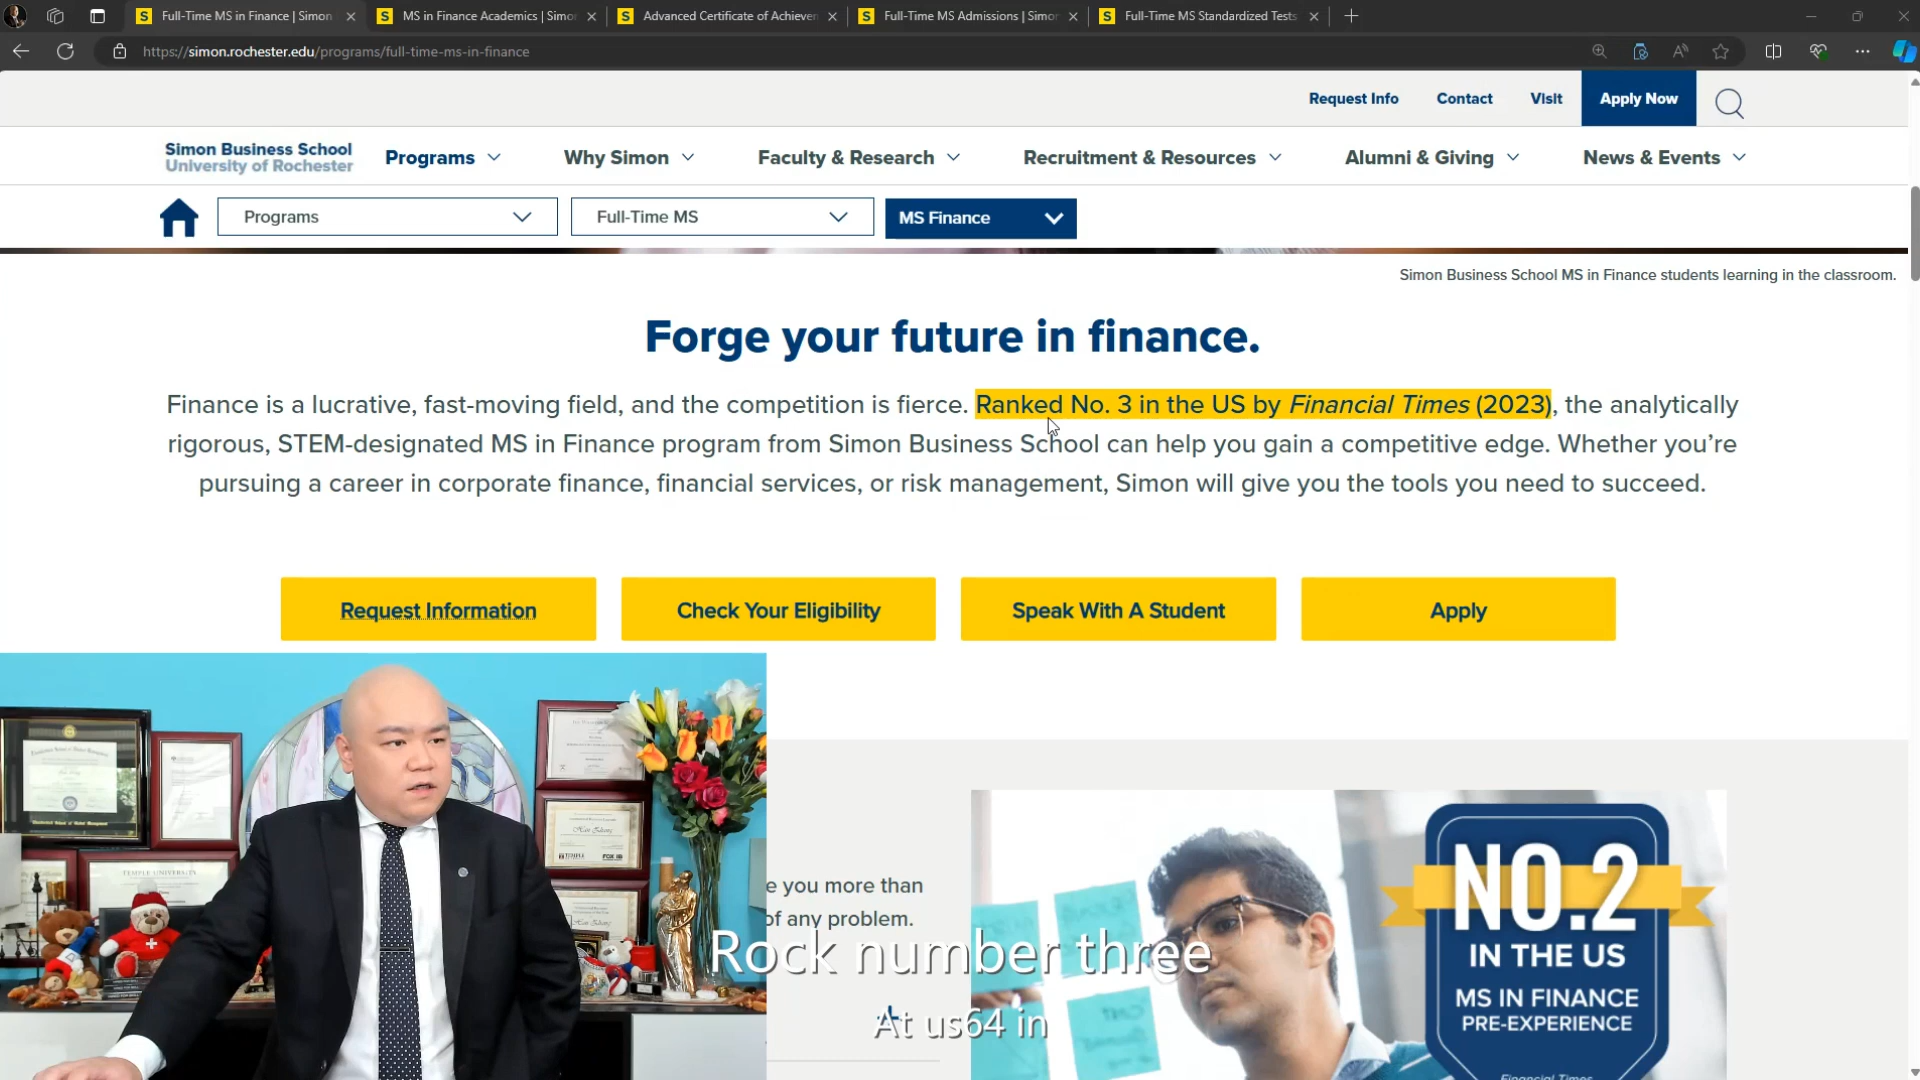 Full-Time MS in Finance | Simon
MS in Finance Academics | Simo
Advanced Certificate of Achieven
Full-Time MS Admissions | Simor
Full-Time MS Standardized Tests
https://simon.rochester.edu/programs/full-time-ms-in-finance
Request Info
Contact
Visit
Apply Now
Simon Business School
University of Rochester
Programs
Why Simon
Faculty & Research
Recruitment & Resources
Alumni & Giving
News & Events
Programs
Full-Time MS
MS Finance
Simon Business School MS in Finance students learning in the classroom.
Forge your future in finance.
Finance is a lucrative, fast-moving field, and the competition is fierce. Ranked No. 3 in the US by Financial Times (2023), the analytically
rigorous, STEM-designated MS in Finance program from Simon Business School can help you gain a competitive edge. Whether you’re
pursuing a career in corporate finance, financial services, or risk management, Simon will give you the tools you need to succeed.
Request Information
Check Your Eligibility
Speak With A Student
Apply
TEMPLE UNIVERSITY
TEMPLE
FOX
e you more than
of any problem.
Rock number three
At us64 in
NO.2
IN THE US
MS IN FINANCE
PRE-EXPERIENCE
Financial Times